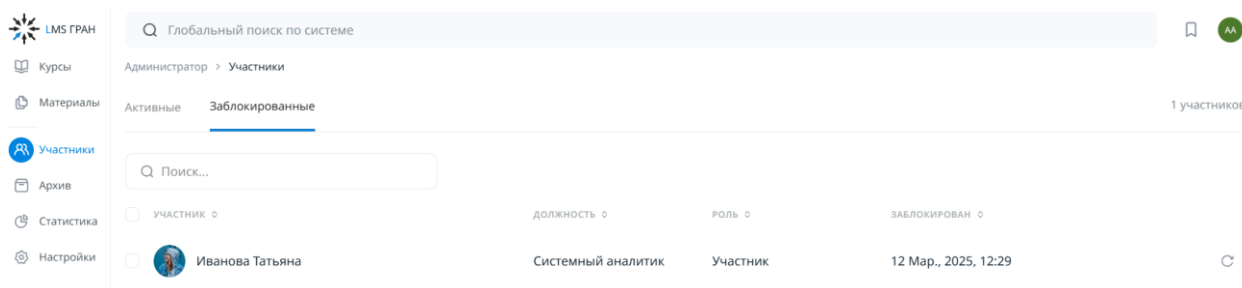 LMS ГРАН
Глобальный поиск по системе
АА
Курсы
Материалы
Участники
Архив
Статистика
Настройки
Администратор > Участники
Активные
Заблокированные
1 участников
Поиск...
УЧАСТНИК
ДОЛЖНОСТЬ
РОЛЬ
ЗАБЛОКИРОВАН
Иванова Татьяна
Системный аналитик
Участник
12 Мар., 2025, 12:29